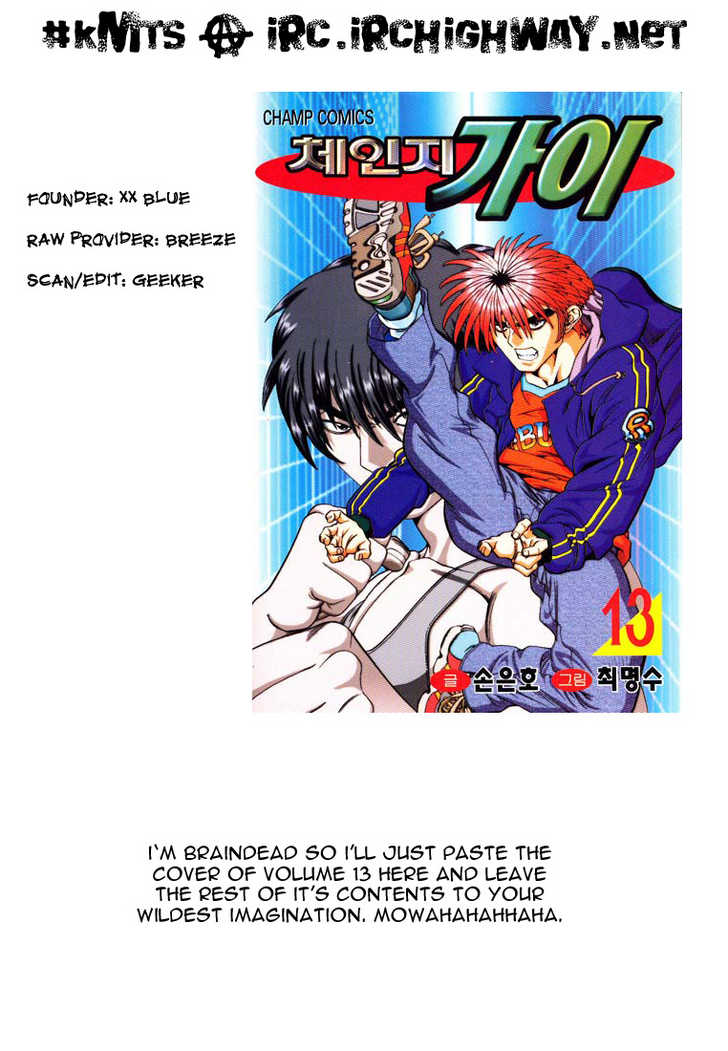 #KMTS @ IRC.IRCHIGHWAY.NET
FOUNDER: XX BLUE
RAW PROVIDER: BREEZE
SCAN/EDIT: GEEKER
CHAMP COMICS
체인지 가이
BU
R
13
글 손은호 그림 최명수
I'M BRAINDEAD SO I'LL JUST PASTE THE
COVER OF VOLUME 13 HERE AND LEAVE
THE REST OF IT'S CONTENTS TO YOUR
WILDEST IMAGINATION. MOWAHAHAHHAHA.